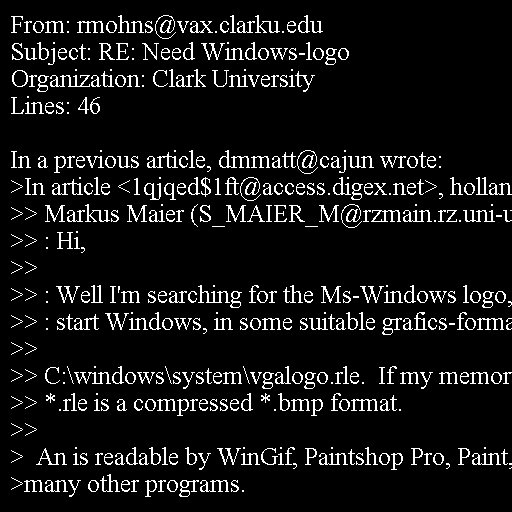 From: rmohns@vax.clarku.edu
Subject: RE: Need Windows-logo
Organization: Clark University
Lines: 46

In a previous article, dmmatt@cajun wrote:
>In article <1qjqed$1ft@access.digex.net>, hollan
>> Markus Maier (S_MAIER_M@rzmain.rz.uni-u
>> : Hi,
>>
>> : Well I'm searching for the Ms-Windows logo,
>> : start Windows, in some suitable grafics-forma
>>
>> C:\windows\system\vgalogo.rle.  If my memor
>> *.rle is a compressed *.bmp format.
>>
>  An is readable by WinGif, Paintshop Pro, Paint,
>many other programs.